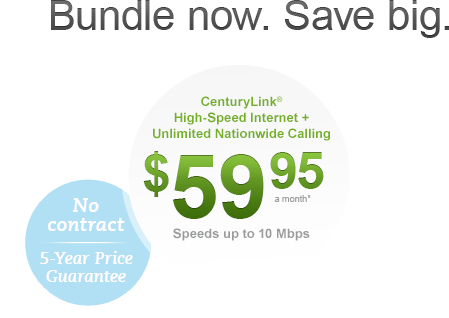 Bundle now. Save big.
CenturyLink®
High-Speed Internet +
Unlimited Nationwide Calling
$59 95
a month
Speeds up to 10 Mbps
No
contract
5-Year Price
Guarantee